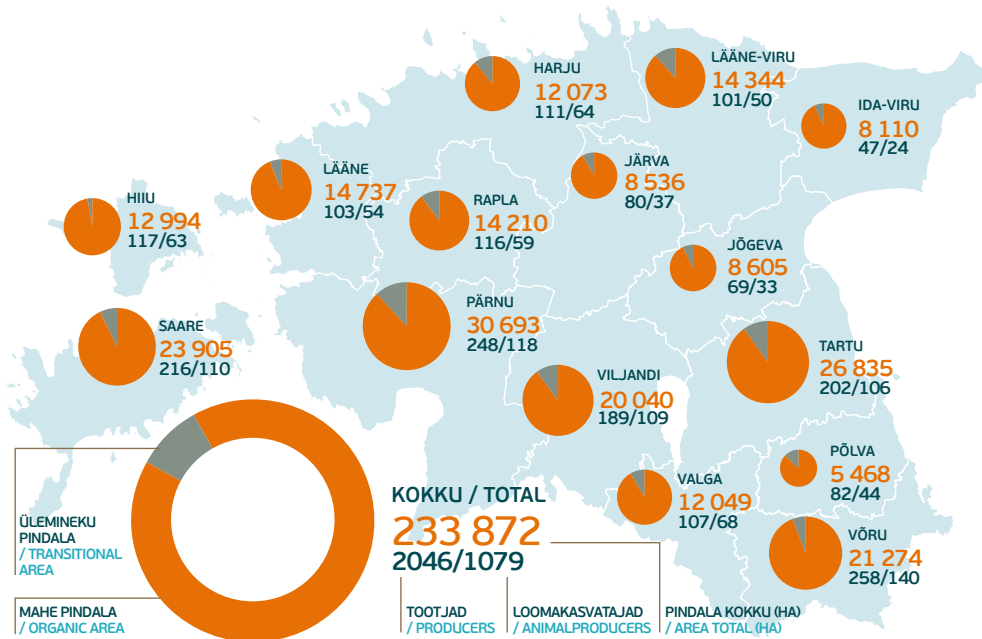 HARJU
12 073
111/64
LÄÄNE-VIRU
14 344
101/50
IDA-VIRU
8 110
47/24
LÄÄNE
14 737
103/54
JÄRVA
8 536
80/37
HIIU
12 994
117/63
RAPLA
14 210
116/59
JÕGEVA
8 605
69/33
SAARE
23 905
216/110
PÄRNU
30 693
248/118
VILJANDI
20 040
189/109
TARTU
26 835
202/106
PÕLVA
5 468
82/44
VALGA
12 049
107/68
VÕRU
21 274
258/140
KOKKU / TOTAL
233 872
2046/1079
ÜLEMINEKU
PINDALA
/ TRANSITIONAL
AREA
MAHE PINDALA
/ ORGANIC AREA
TOOTJAD
/ PRODUCERS
LOOMAKASVATAJAD
/ ANIMALPRODUCERS
PINDALA KOKKU (HA)
/ AREA TOTAL (HA)